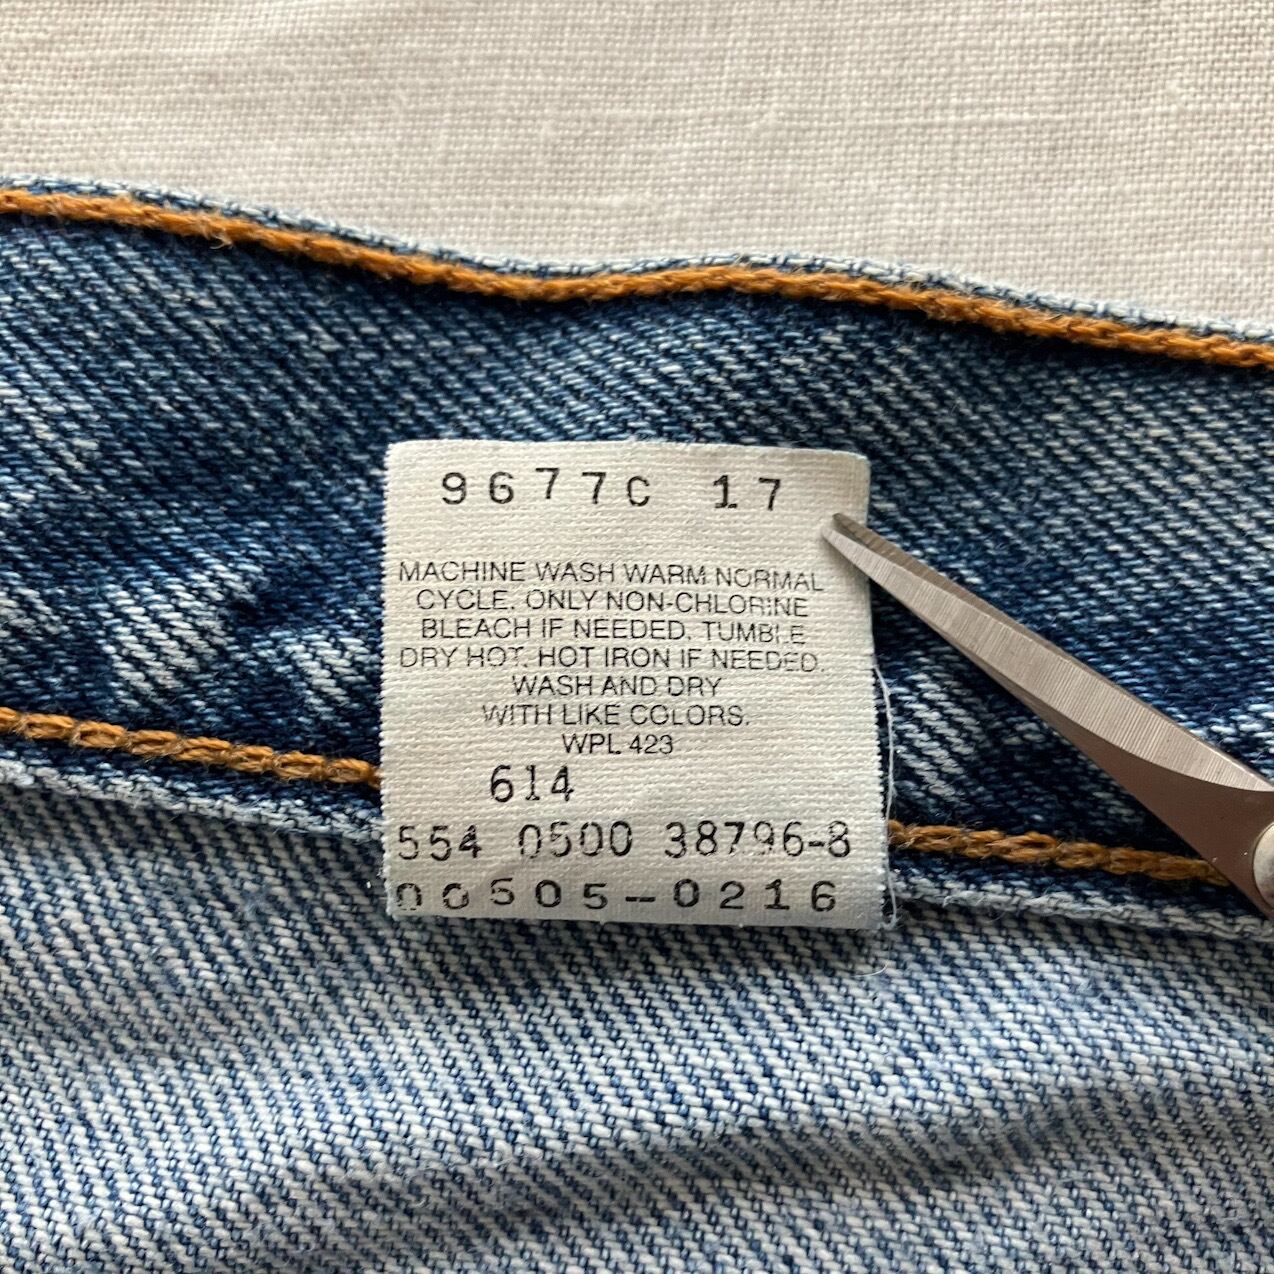 9677C 17
MACHINE WASH WARM NORMAL
CYCLE. ONLY NON-CHLORINE
BLEACH IF NEEDED. TUMBLE
DRY HOT. HOT IRON IF NEEDED.
WASH AND DRY
WITH LIKE COLORS.
WPL 423
614
554 0500 38796-8
00505-0216